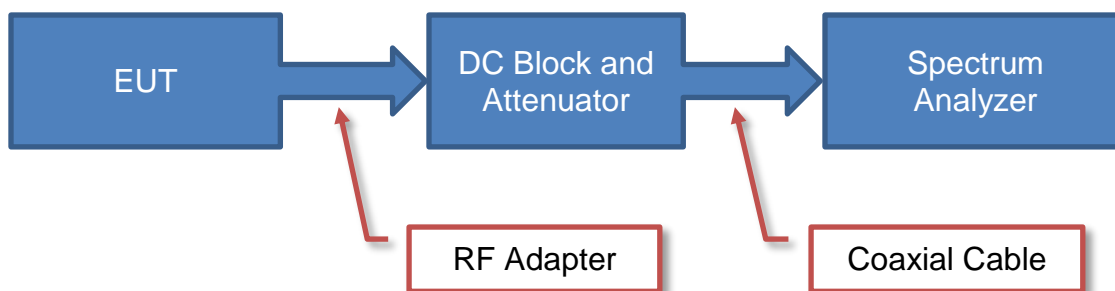 EUT
DC Block and
Attenuator
Spectrum
Analyzer
RF Adapter
Coaxial Cable